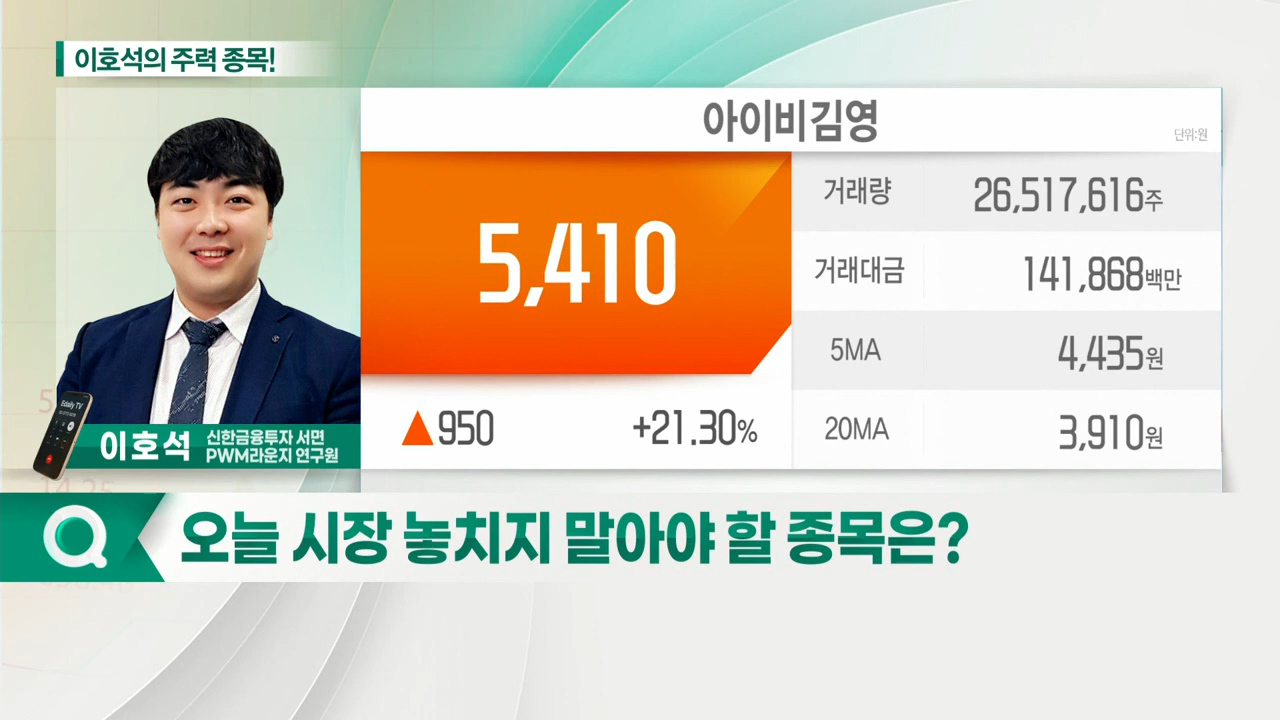 이호석의 주력 종목!
아이비김영
단위:원
5,410
▲950 +21.30%
거래량 26,517,616주
거래대금 141,868백만
5MA 4,435원
20MA 3,910원
Edaily TV
이호석 신한금융투자 서면
PWM라운지 연구원
오늘 시장 놓치지 말아야 할 종목은?